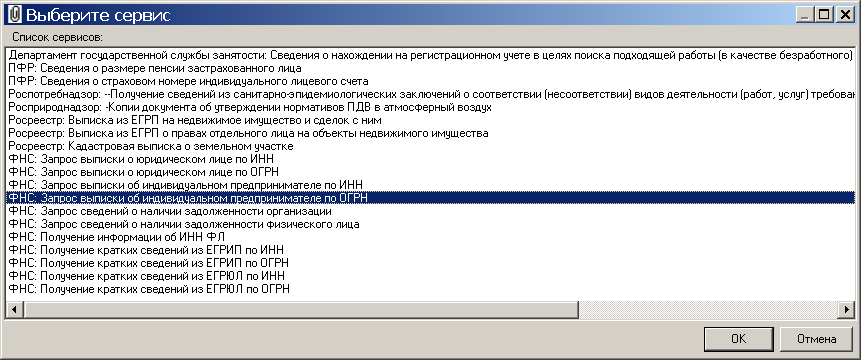 Выберите сервис
Список сервисов:
Департамент государственной службы занятости: Сведения о нахождении на регистрационном учете в целях поиска подходящей работы (в качестве безработного)
ПФР: Сведения о размере пенсии застрахованного лица
ПФР: Сведения о страховом номере индивидуального лицевого счета
Роспотребнадзор: --Получение сведений из санитарно-эпидемиологических заключений о соответствии (несоответствии) видов деятельности (работ, услуг) требован
Росприроднадзор: -Копии документа об утверждении нормативов ПДВ в атмосферный воздух
Росреестр: Выписка из ЕГРП на недвижимое имущество и сделок с ним
Росреестр: Выписка из ЕГРП о правах отдельного лица на объекты недвижимого имущества
Росреестр: Кадастровая выписка о земельном участке
ФНС: Запрос выписки о юридическом лице по ИНН
ФНС: Запрос выписки о юридическом лице по ОГРН
ФНС: Запрос выписки об индивидуальном предпринимателе по ИНН
ФНС: Запрос выписки об индивидуальном предпринимателе по ОГРН
ФНС: Запрос сведений о наличии задолженности организации
ФНС: Запрос сведений о наличии задолженности физического лица
ФНС: Получение информации об ИНН ФЛ
ФНС: Получение кратких сведений из ЕГРИП по ИНН
ФНС: Получение кратких сведений из ЕГРИП по ОГРН
ФНС: Получение кратких сведений из ЕГРЮЛ по ИНН
ФНС: Получение кратких сведений из ЕГРЮЛ по ОГРН
OK Отмена